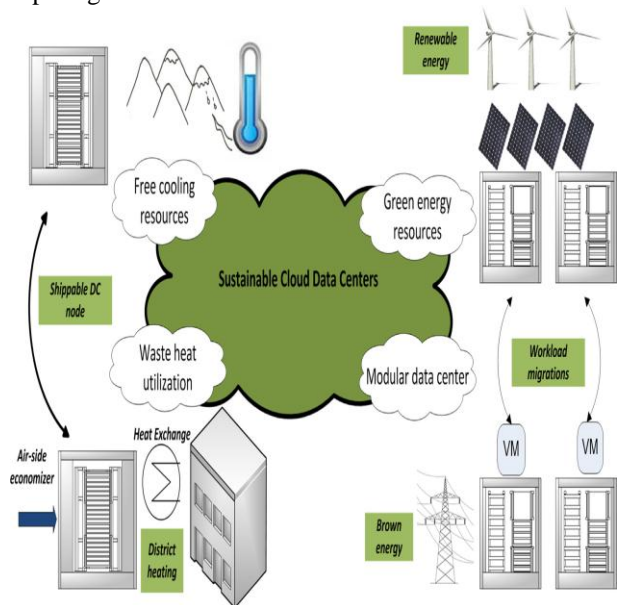 Renewable
energy
Free cooling
resources
Green energy
resources
Sustainable Cloud Data Centers
Shippable DC
node
Workload
migrations
Waste heat
utilization
Modular data center
Heat Exchange
Air-side
economizer
VM
VM
District
heating
Brown
energy